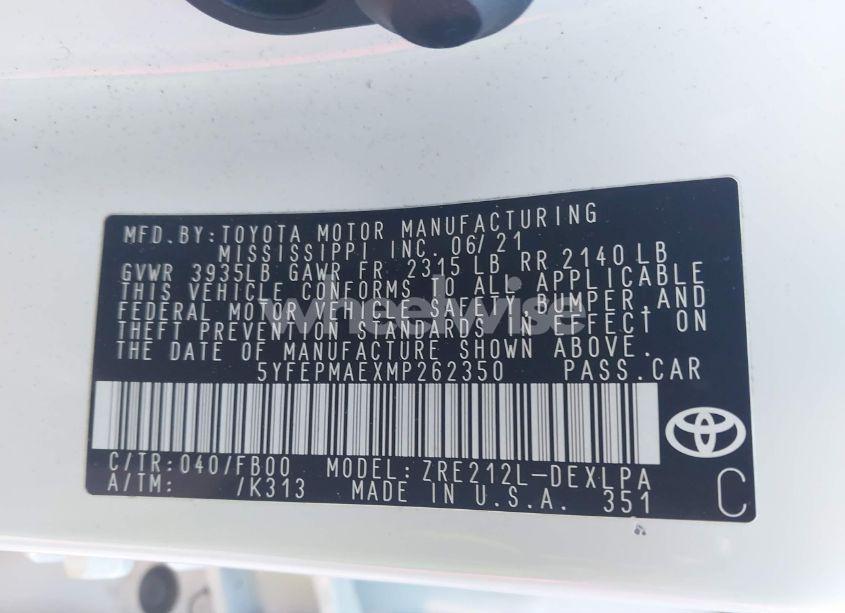 MFD.BY:TOYOTA MOTOR MANUFACTURING
MISSISSIPPI INC. 06/21
GVWR 3935LB GAWR FR 2315 LB RR 2140 LB
THIS VEHICLE CONFORMS TO ALL APPLICABLE
FEDERAL MOTOR VEHICLE SAFETY,BUMPER,AND
THEFT PREVENTION STANDARDS IN EFFECT ON
THE DATE OF MANUFACTURE SHOWN ABOVE.
5YFEPMAEXMP262350 PASS.CAR
C/TR:040/FB00 MODEL:ZRE212L-DEXLPA
A/TM: /K313 MADE IN U.S.A. 351
C
wheelwise